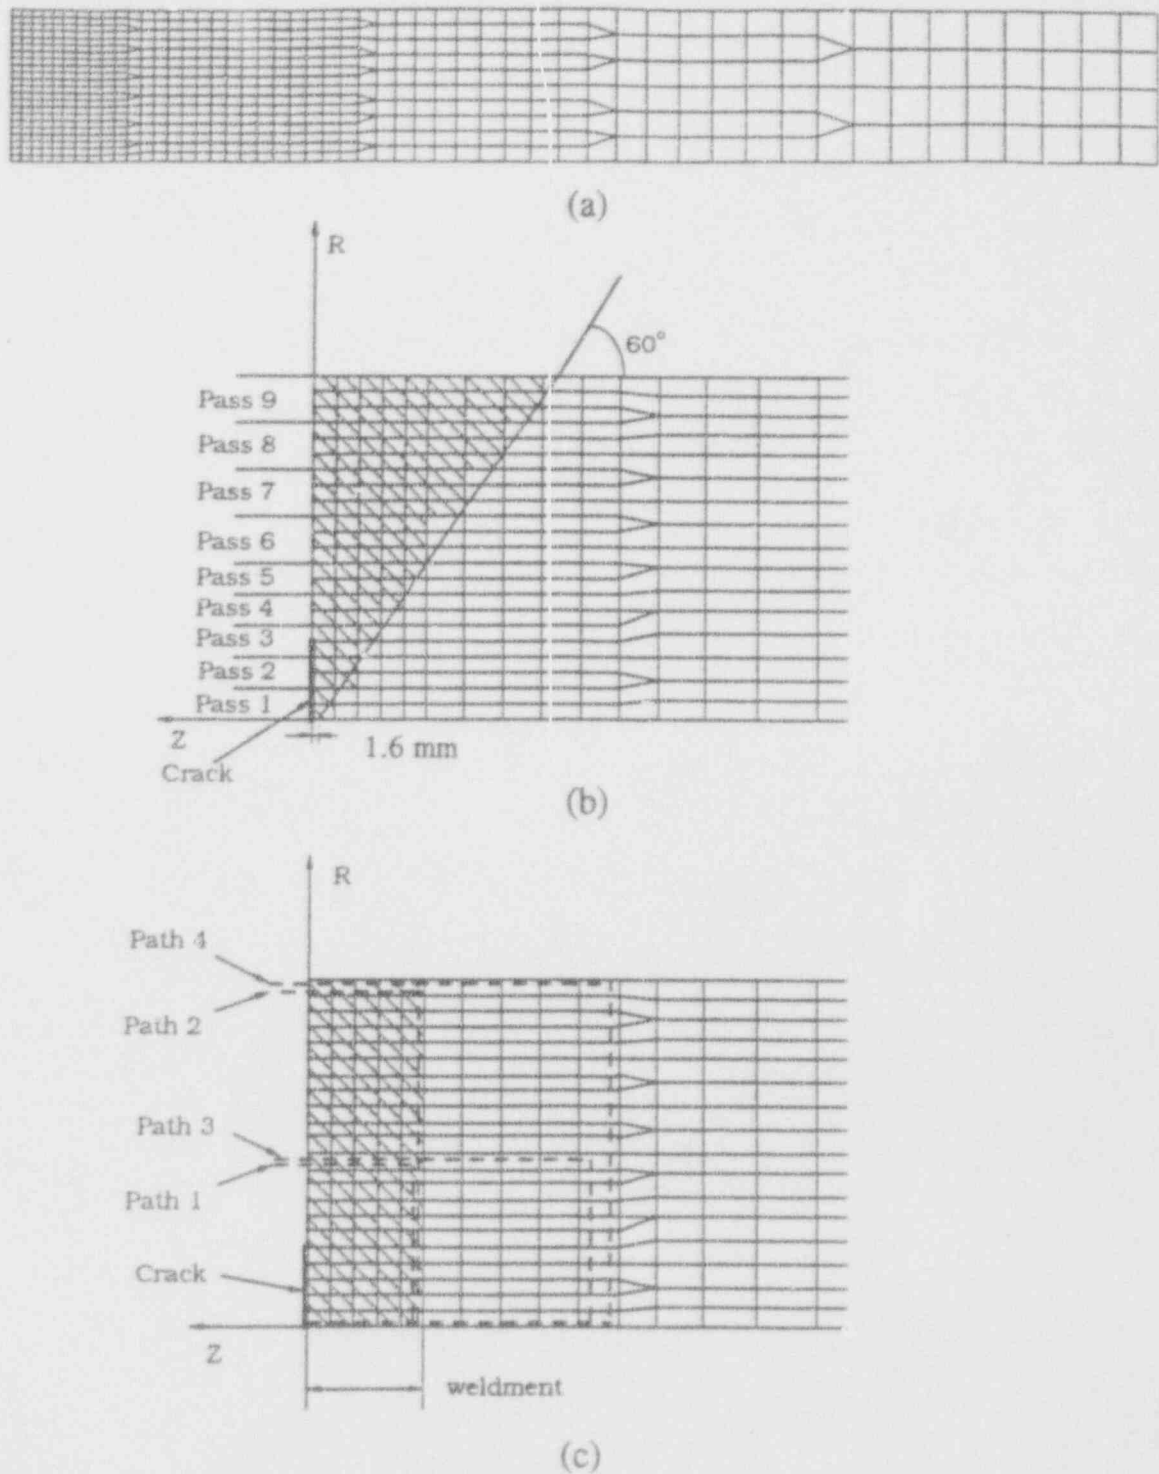 (a)
R
60°
Pass 9
Pass 8
Pass 7
Pass 6
Pass 5
Pass 4
Pass 3
Pass 2
Pass 1
Z
1.6 mm
Crack
(b)
R
Path 4
Path 2
Path 3
Path 1
Crack
Z
weldment
(c)